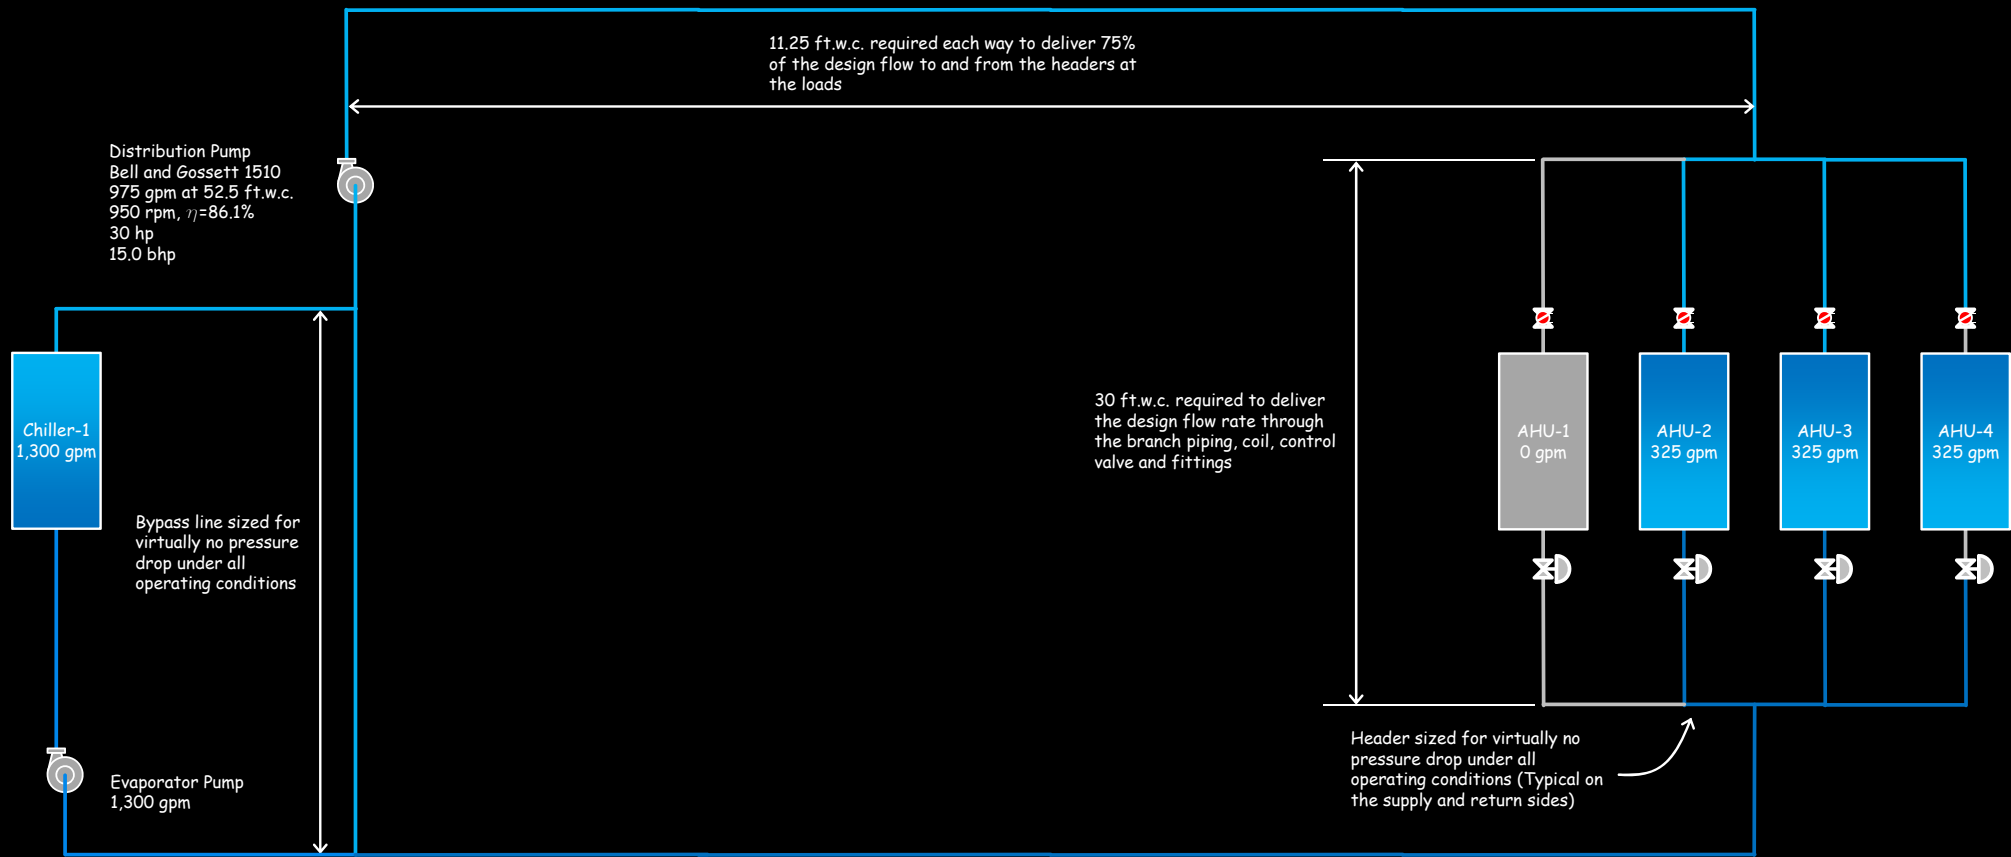 11.25 ft.w.c. required each way to deliver 75%
of the design flow to and from the headers at
the loads
Distribution Pump
Bell and Gossett 1510
975 gpm at 52.5 ft.w.c.
950 rpm, η=86.1%
30 hp
15.0 bhp
Chiller-1
1,300 gpm
Bypass line sized for
virtually no pressure
drop under all
operating conditions
Evaporator Pump
1,300 gpm
30 ft.w.c. required to deliver
the design flow rate through
the branch piping, coil, control
valve and fittings
AHU-1
0 gpm
AHU-2
325 gpm
AHU-3
325 gpm
AHU-4
325 gpm
Header sized for virtually no
pressure drop under all
operating conditions (Typical on
the supply and return sides)